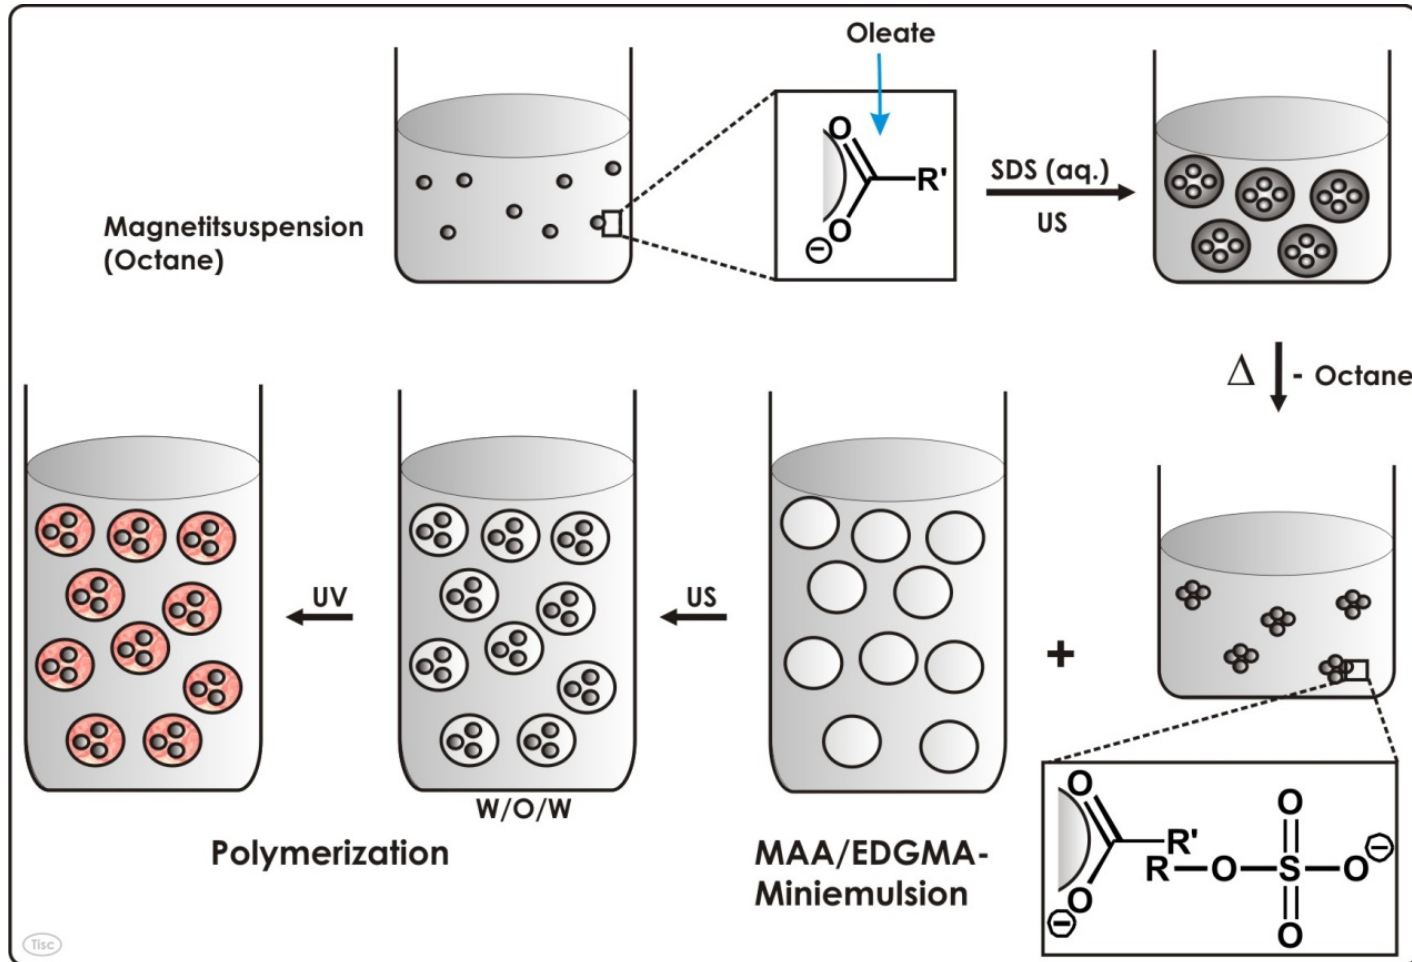 Oleate
Magnetitsuspension
(Octane)
O
R'
O
⊖
SDS (aq.)
US
Δ
- Octane
UV
US
+
W/O/W
Polymerization
MAA/EDGMA-
Miniemulsion
O
O
R'
R—O—S—O ⊖
O
⊖
O
Tisc